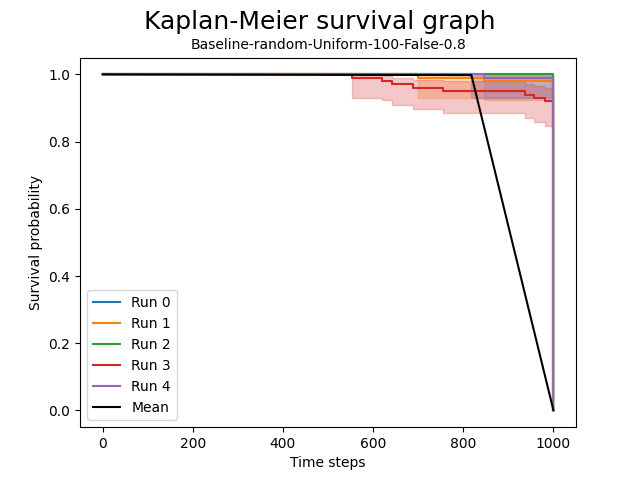 Kaplan-Meier survival graph
Baseline-random-Uniform-100-False-0.8
Survival probability
1.0
0.8
0.6
0.4
0.2
0.0
Run 0
Run 1
Run 2
Run 3
Run 4
Mean
0 200 400 600 800 1000
Time steps